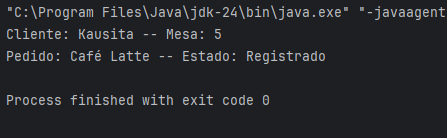 "C:\Program Files\Java\jdk-24\bin\java.exe" "-javaagent
Cliente: Kausita -- Mesa: 5
Pedido: Café Latte -- Estado: Registrado
Process finished with exit code 0